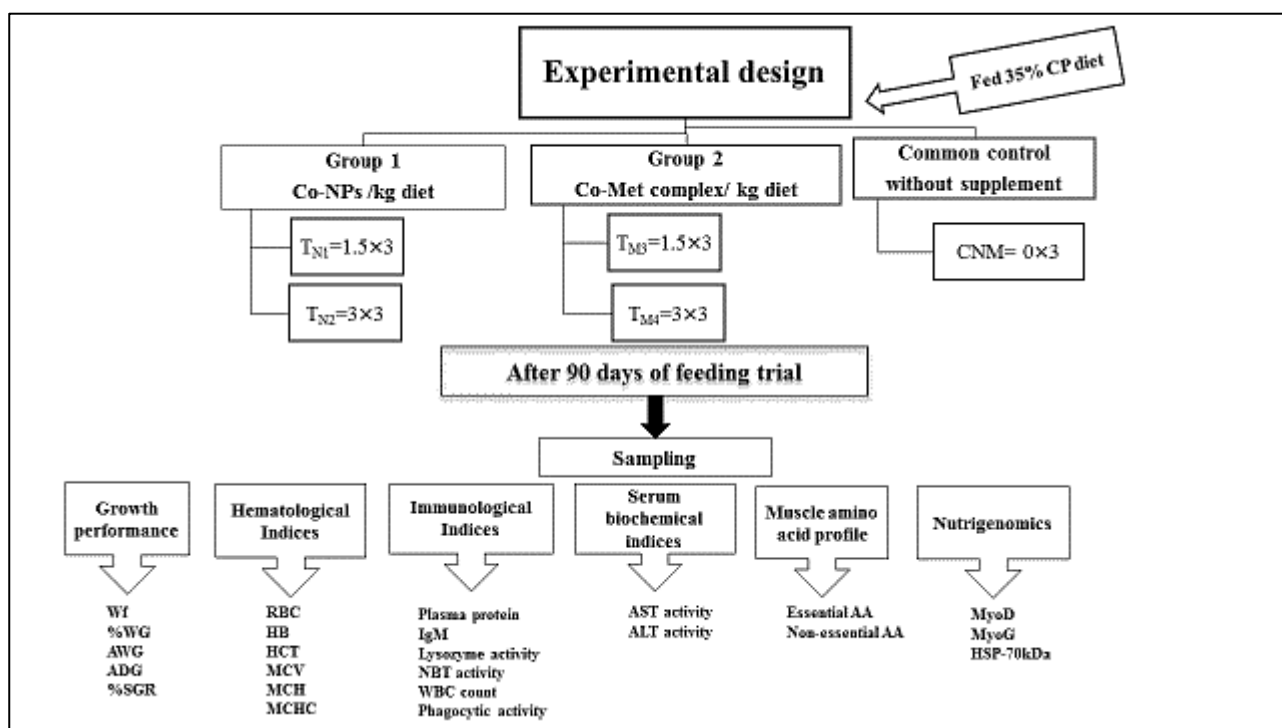 Experimental design
Fed 35% CP diet
Group 1
Co-NPs /kg diet
Group 2
Co-Met complex/ kg diet
Common control
without supplement
TN1=1.5×3
TN2=3×3
TM3=1.5×3
TM4=3×3
CNM= 0×3
After 90 days of feeding trial
Sampling
Growth
performance
Hematological
Indices
Immunological
Indices
Serum
biochemical
indices
Muscle amino
acid profile
Nutrigenomics
Wf
%WG
AWG
ADG
%SGR
RBC
HB
HCT
MCV
MCH
MCHC
Plasma protein
IgM
Lysozyme activity
NBT activity
WBC count
Phagocytic activity
AST activity
ALT activity
Essential AA
Non-essential AA
MyoD
MyoG
HSP-70kDa